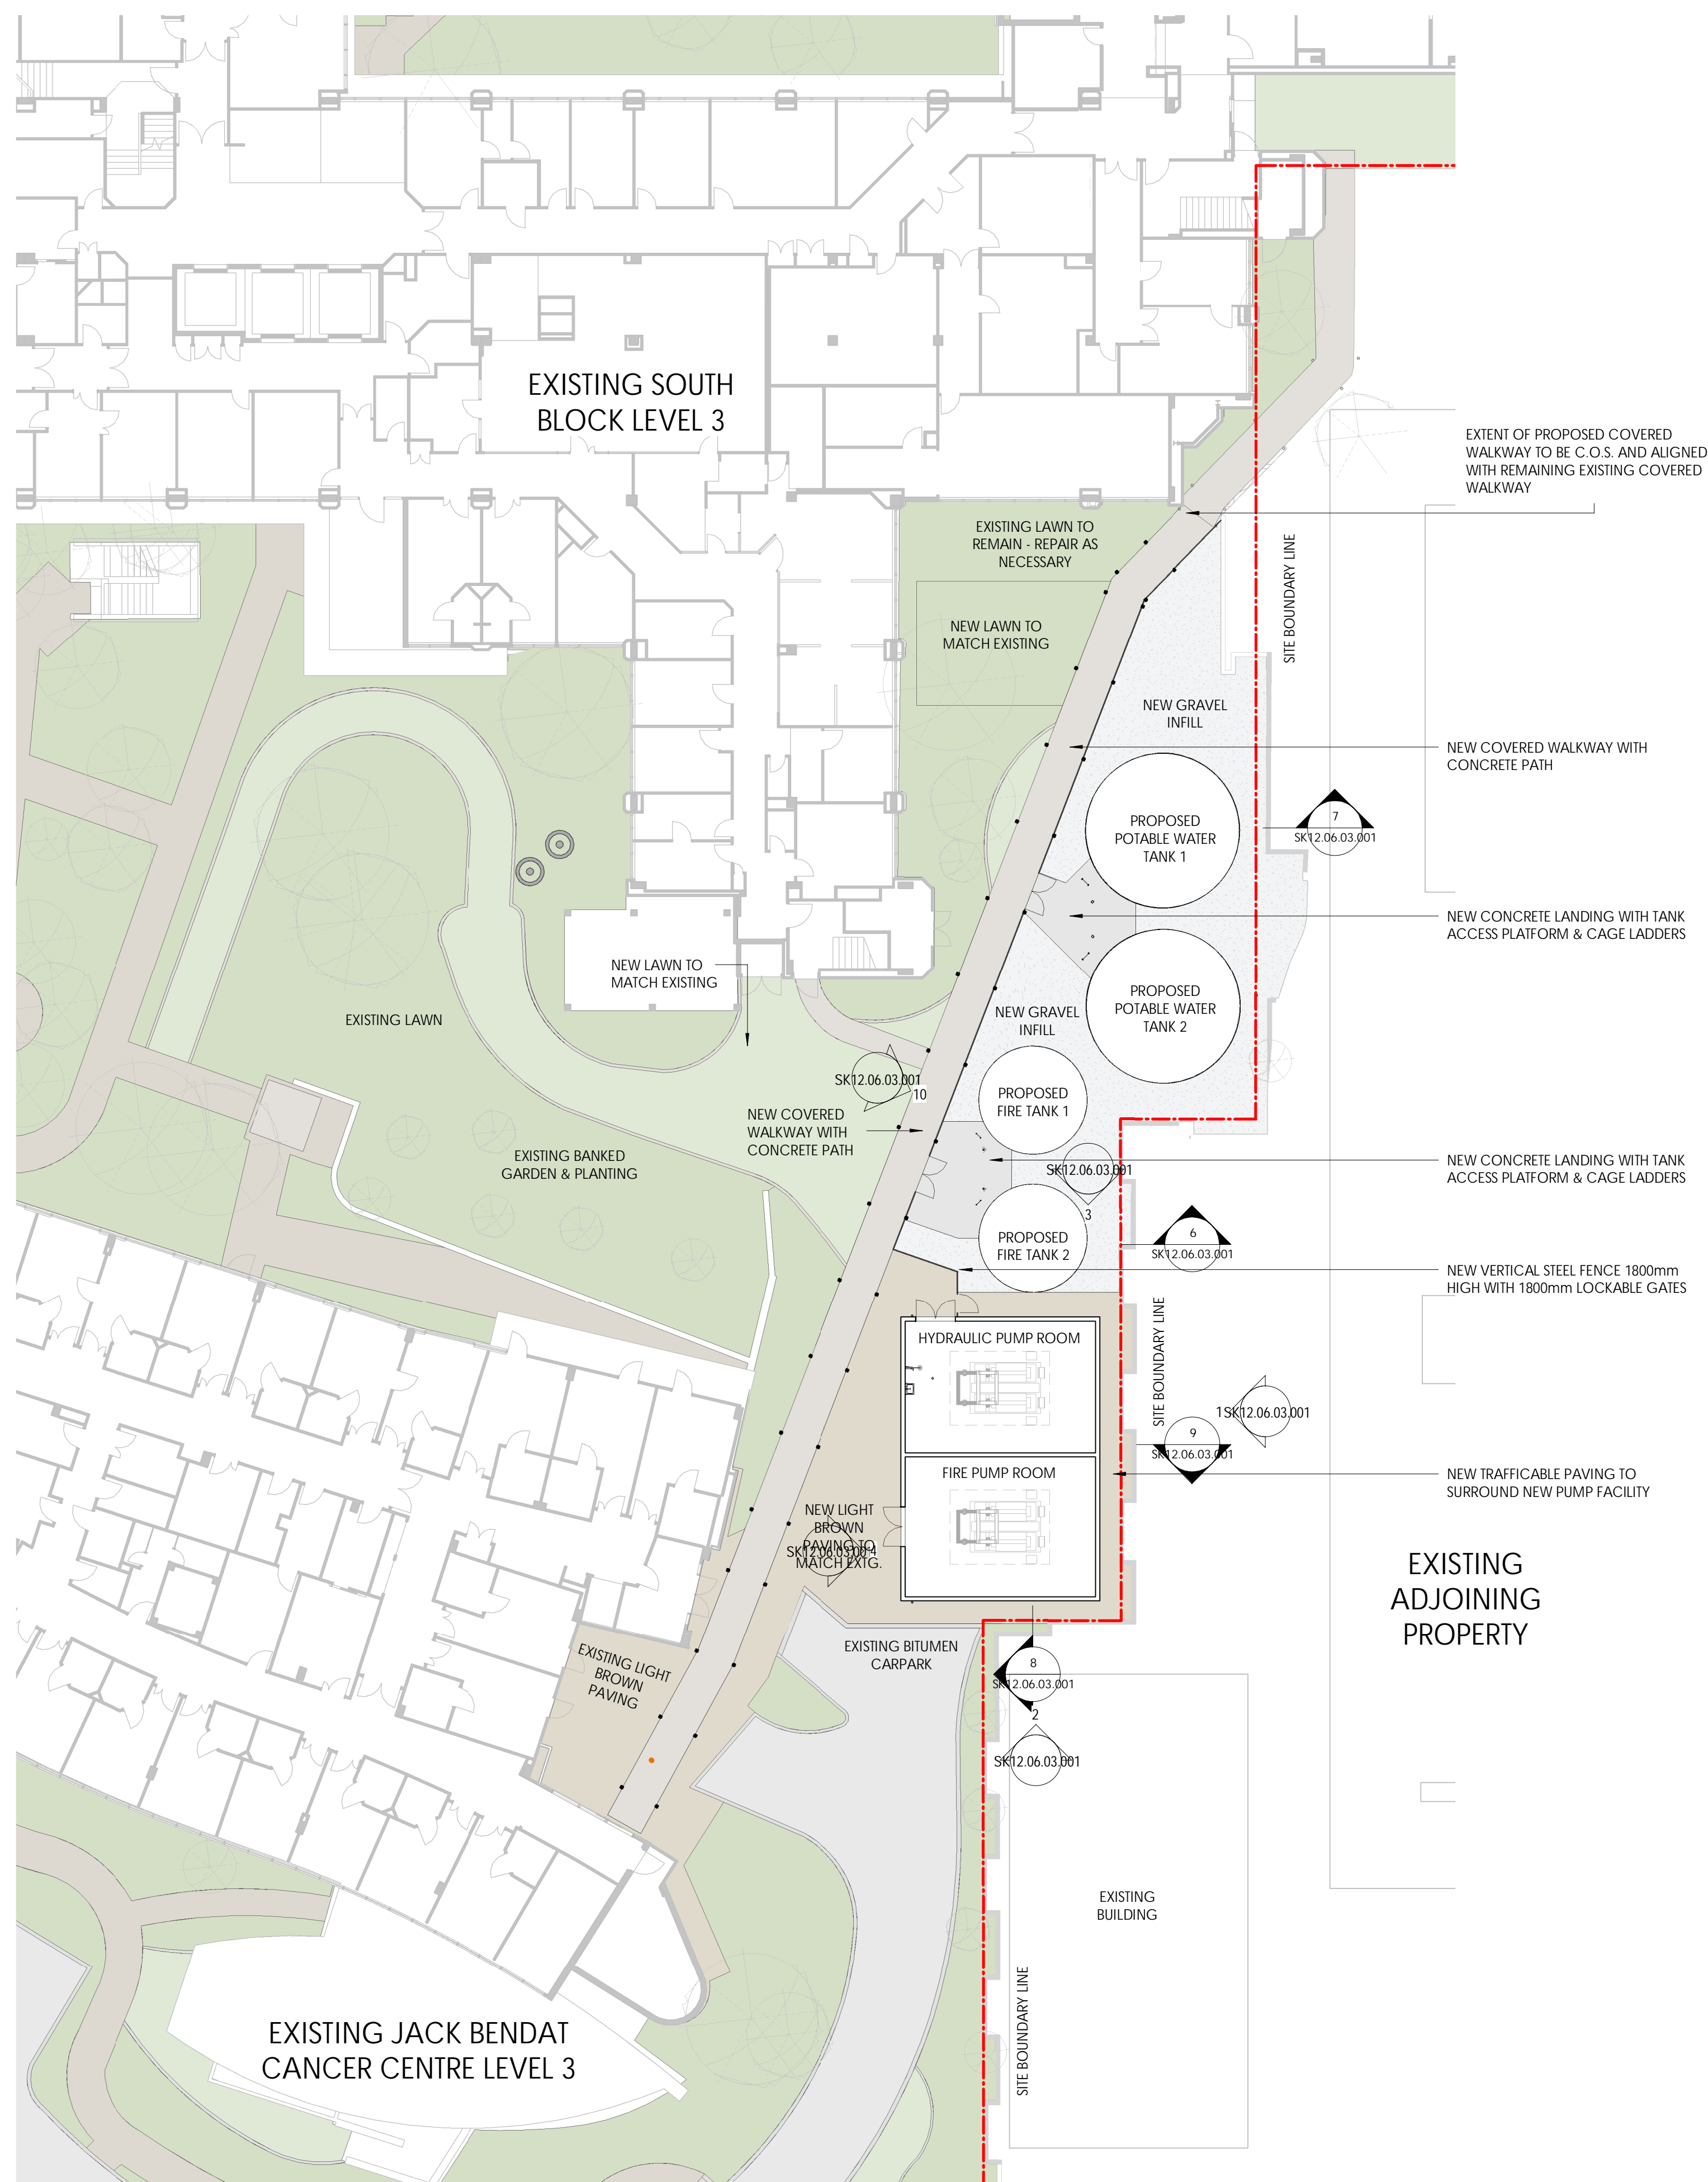 EXISTING SOUTH
BLOCK LEVEL 3
EXTENT OF PROPOSED COVERED
WALKWAY TO BE C.O.S. AND ALIGNED
WITH REMAINING EXISTING COVERED
WALKWAY
EXISTING LAWN TO
REMAIN - REPAIR AS
NECESSARY
SITE BOUNDARY LINE
NEW LAWN TO
MATCH EXISTING
NEW GRAVEL
INFILL
NEW COVERED WALKWAY WITH
CONCRETE PATH
PROPOSED
POTABLE WATER
TANK 1
7
SK12.06.03.001
NEW CONCRETE LANDING WITH TANK
ACCESS PLATFORM & CAGE LADDERS
NEW LAWN TO
MATCH EXISTING
PROPOSED
POTABLE WATER
TANK 2
EXISTING LAWN
NEW GRAVEL
INFILL
SK12.06.03.001
10
PROPOSED
FIRE TANK 1
NEW COVERED
WALKWAY WITH
CONCRETE PATH
EXISTING BANKED
GARDEN & PLANTING
SK12.06.03.001
3
NEW CONCRETE LANDING WITH TANK
ACCESS PLATFORM & CAGE LADDERS
PROPOSED
FIRE TANK 2
6
SK12.06.03.001
NEW VERTICAL STEEL FENCE 1800mm
HIGH WITH 1800mm LOCKABLE GATES
HYDRAULIC PUMP ROOM
SITE BOUNDARY LINE
1
SK12.06.03.001
9
SK12.06.03.001
FIRE PUMP ROOM
NEW TRAFFICABLE PAVING TO
SURROUND NEW PUMP FACILITY
NEW LIGHT
BROWN
PAVING TO
MATCH EXTG.
SK12.06.03.001
4
EXISTING
ADJOINING
PROPERTY
EXISTING BITUMEN
CARPARK
EXISTING LIGHT
BROWN
PAVING
8
SK12.06.03.001
2
SK12.06.03.001
EXISTING
BUILDING
SITE BOUNDARY LINE
EXISTING JACK BENDAT
CANCER CENTRE LEVEL 3